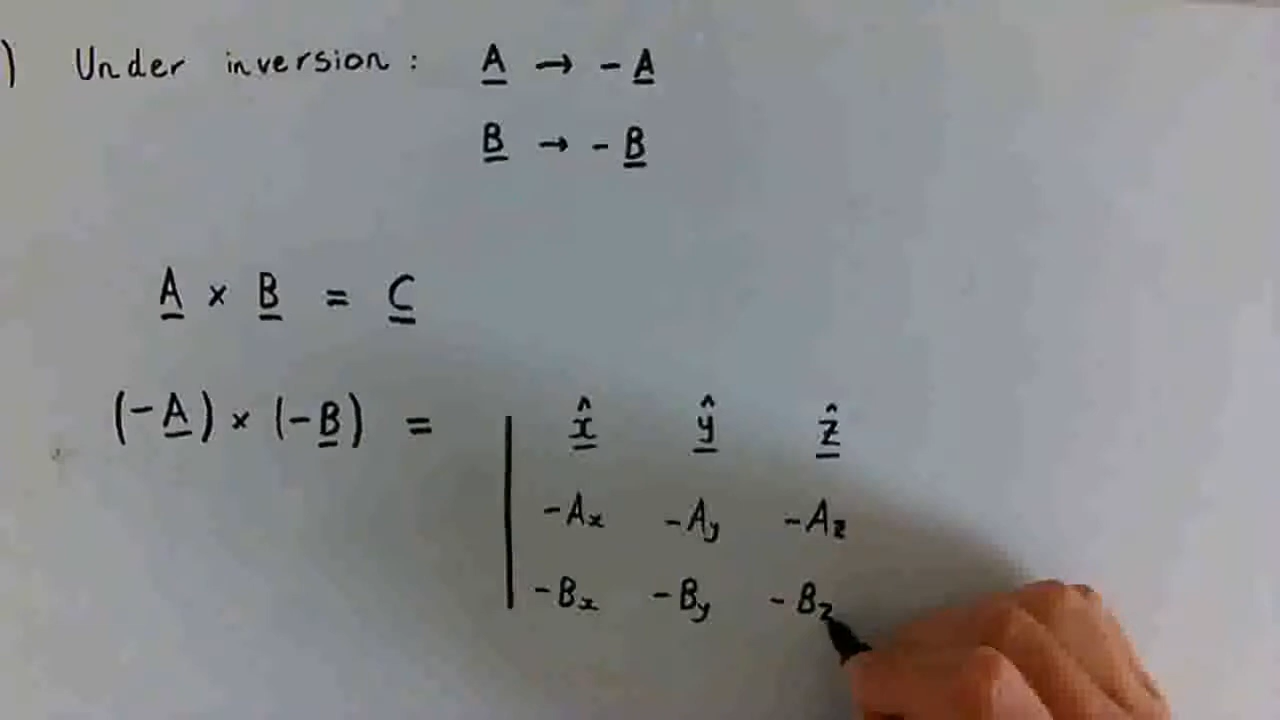 ) Under inversion : A → - A
B → - B
A × B = C
(-A) × (-B) = | x̂ ŷ ẑ
-Ax -Ay -Az
-Bx -By -Bz